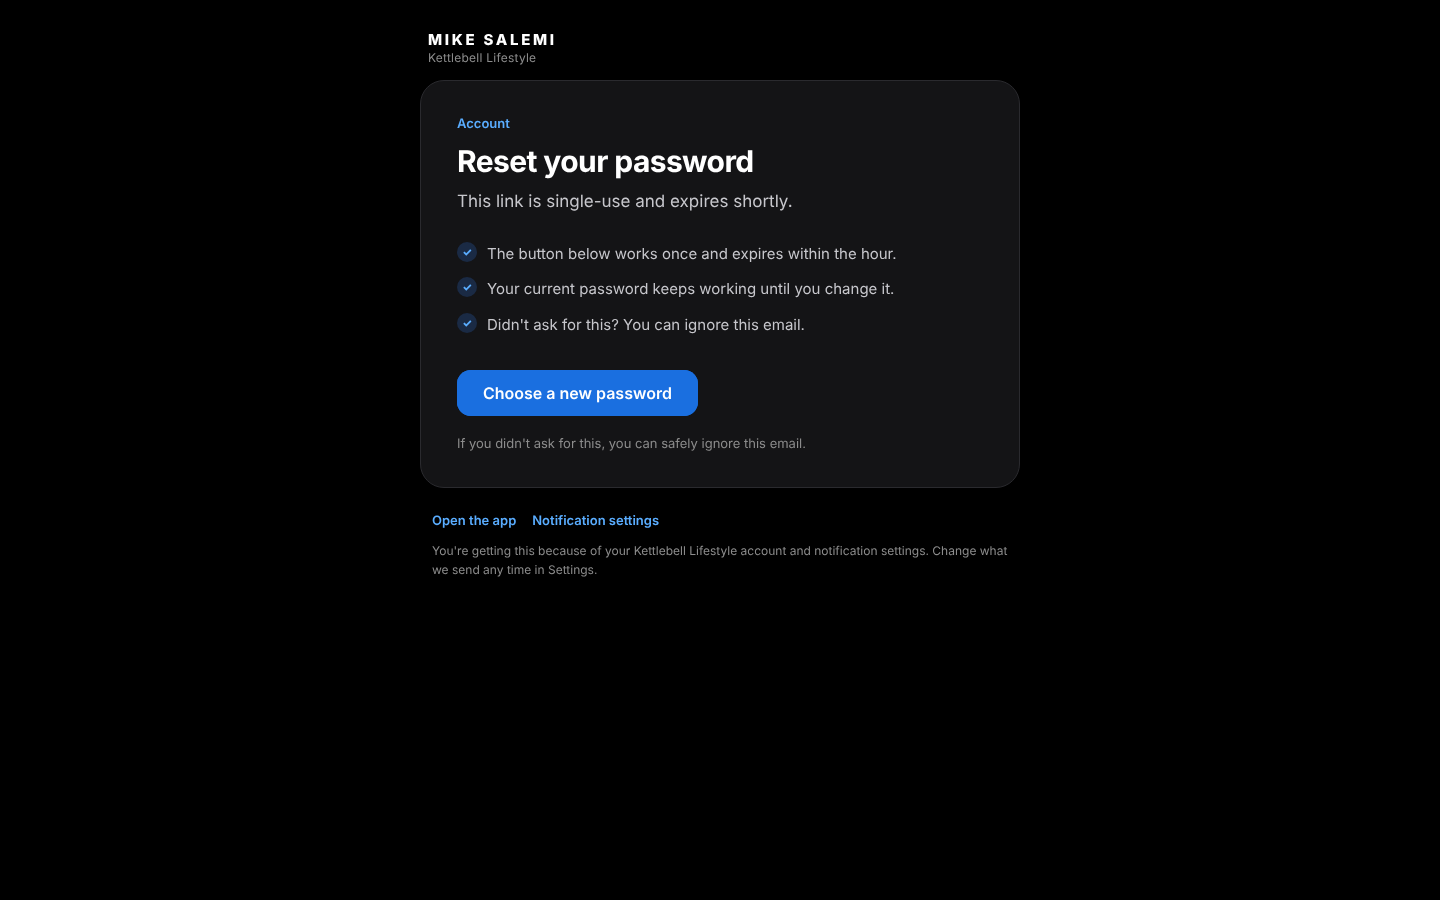 MIKE SALEMI
Kettlebell Lifestyle
Account
Reset your password
This link is single-use and expires shortly.
The button below works once and expires within the hour.
Your current password keeps working until you change it.
Didn't ask for this? You can ignore this email.
Choose a new password
If you didn't ask for this, you can safely ignore this email.
Open the app Notification settings
You're getting this because of your Kettlebell Lifestyle account and notification settings. Change what
we send any time in Settings.